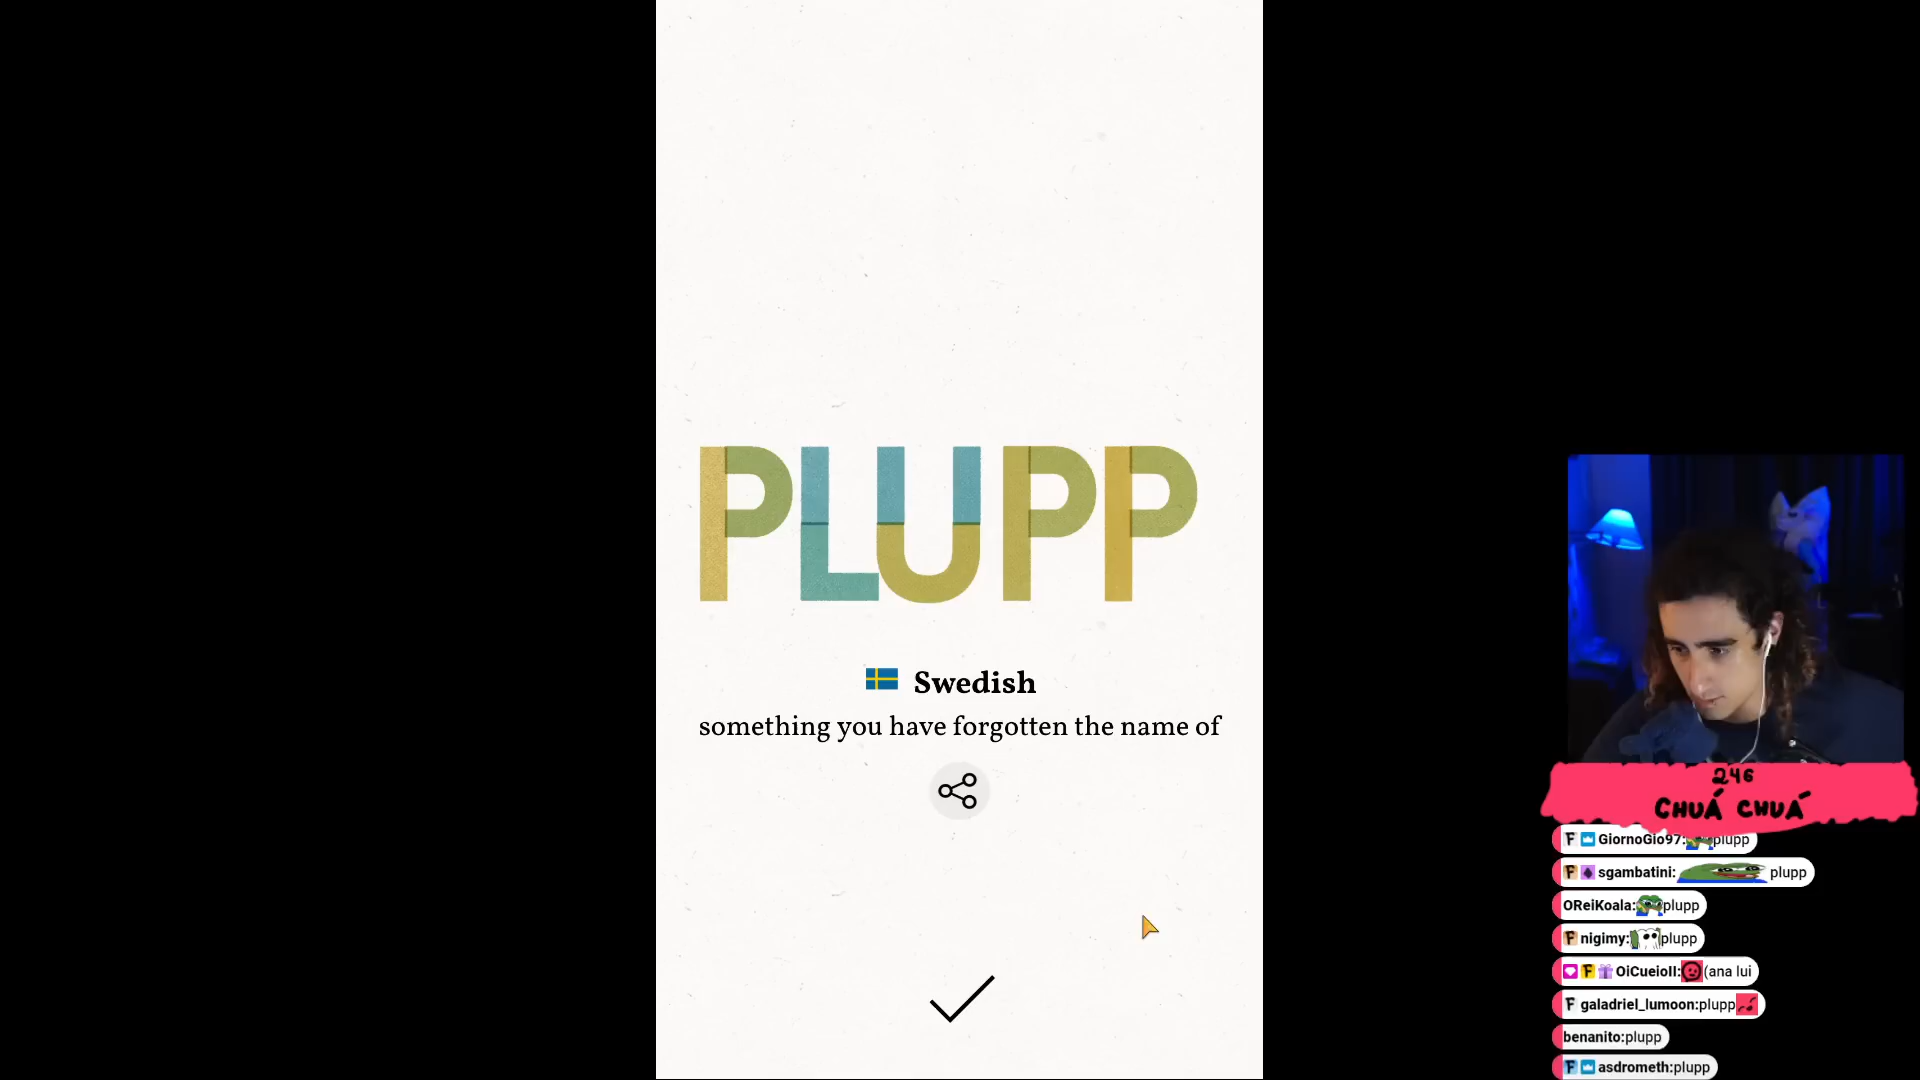 PLUPP
Swedish
something you have forgotten the name of
246
CHUÁ CHUÁ
GiornoGio97: plupp
sgambatini: plupp
OReiKoala: plupp
nigimy: plupp
OiCueioII: (ana lui
galadriel_lumoon: plupp
benanito: plupp
asdrometh: plupp